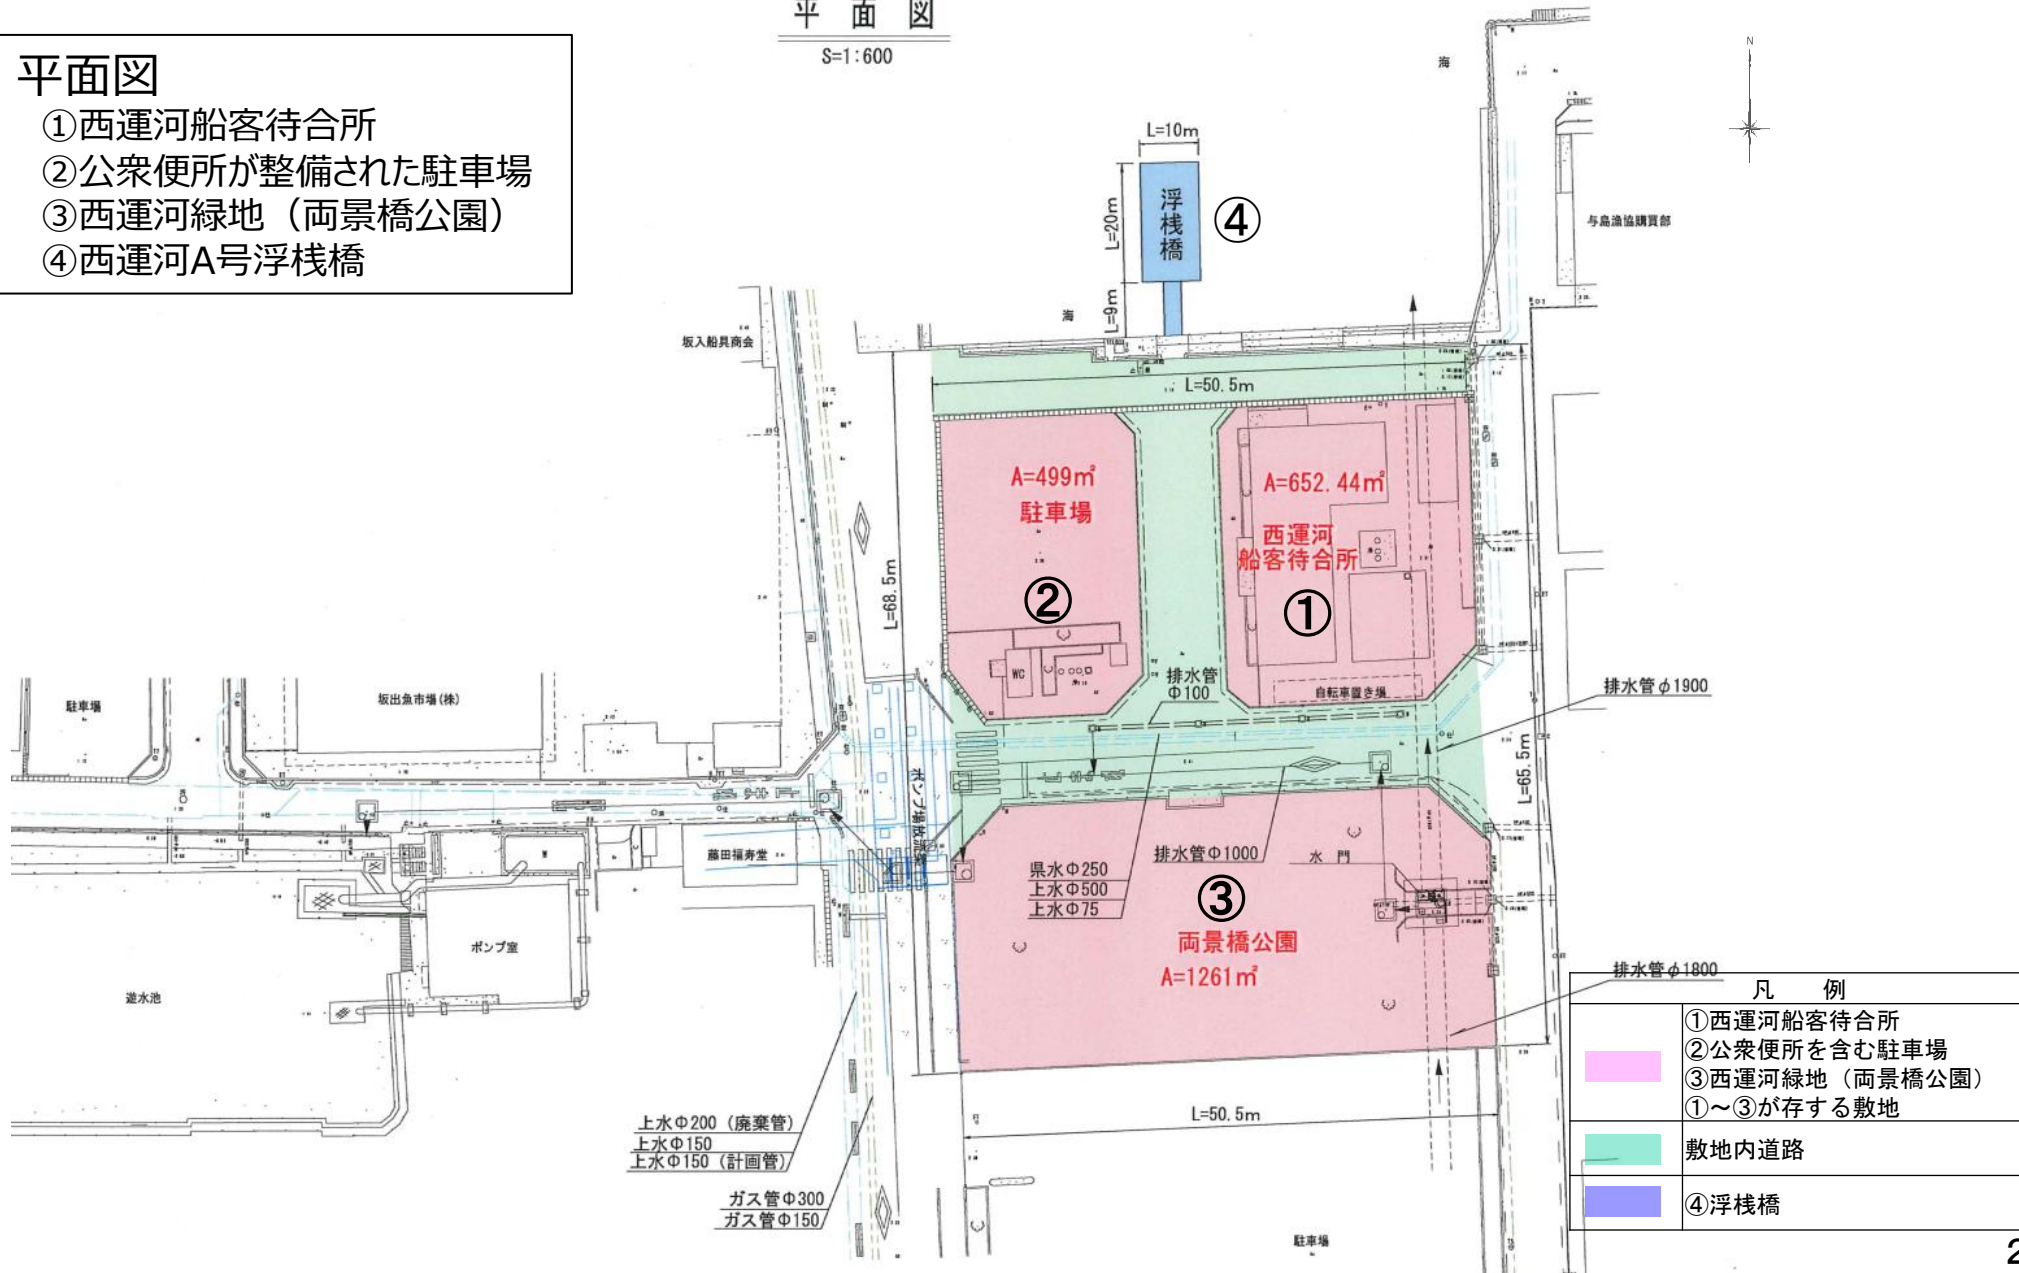 平 面 図
S=1:600
平面図
①西運河船客待合所
②公衆便所が整備された駐車場
③西運河緑地（両景橋公園）
④西運河A号浮桟橋
N
海
L=10m
L=20m
浮桟橋
④
与島漁協購買部
L=9m
海
坂入船具商会
L=50.5m
A=499㎡
駐車場
②
A=652.44㎡
西運河
船客待合所
①
L=68.5m
WC
排水管
Φ100
自転車置き場
排水管φ1900
駐車場
坂出魚市場(株)
L=65.5m
ポンプ場放流渠
藤田福寿堂
県水Φ250
上水Φ500
上水Φ75
排水管Φ1000
水 門
③
両景橋公園
A=1261㎡
ポンプ室
遊水池
排水管φ1800
上水Φ200（廃棄管）
上水Φ150
上水Φ150（計画管）
ガス管Φ300
ガス管Φ150
L=50.5m
駐車場
凡 例
①西運河船客待合所
②公衆便所を含む駐車場
③西運河緑地（両景橋公園）
①～③が存する敷地
敷地内道路
④浮桟橋
2